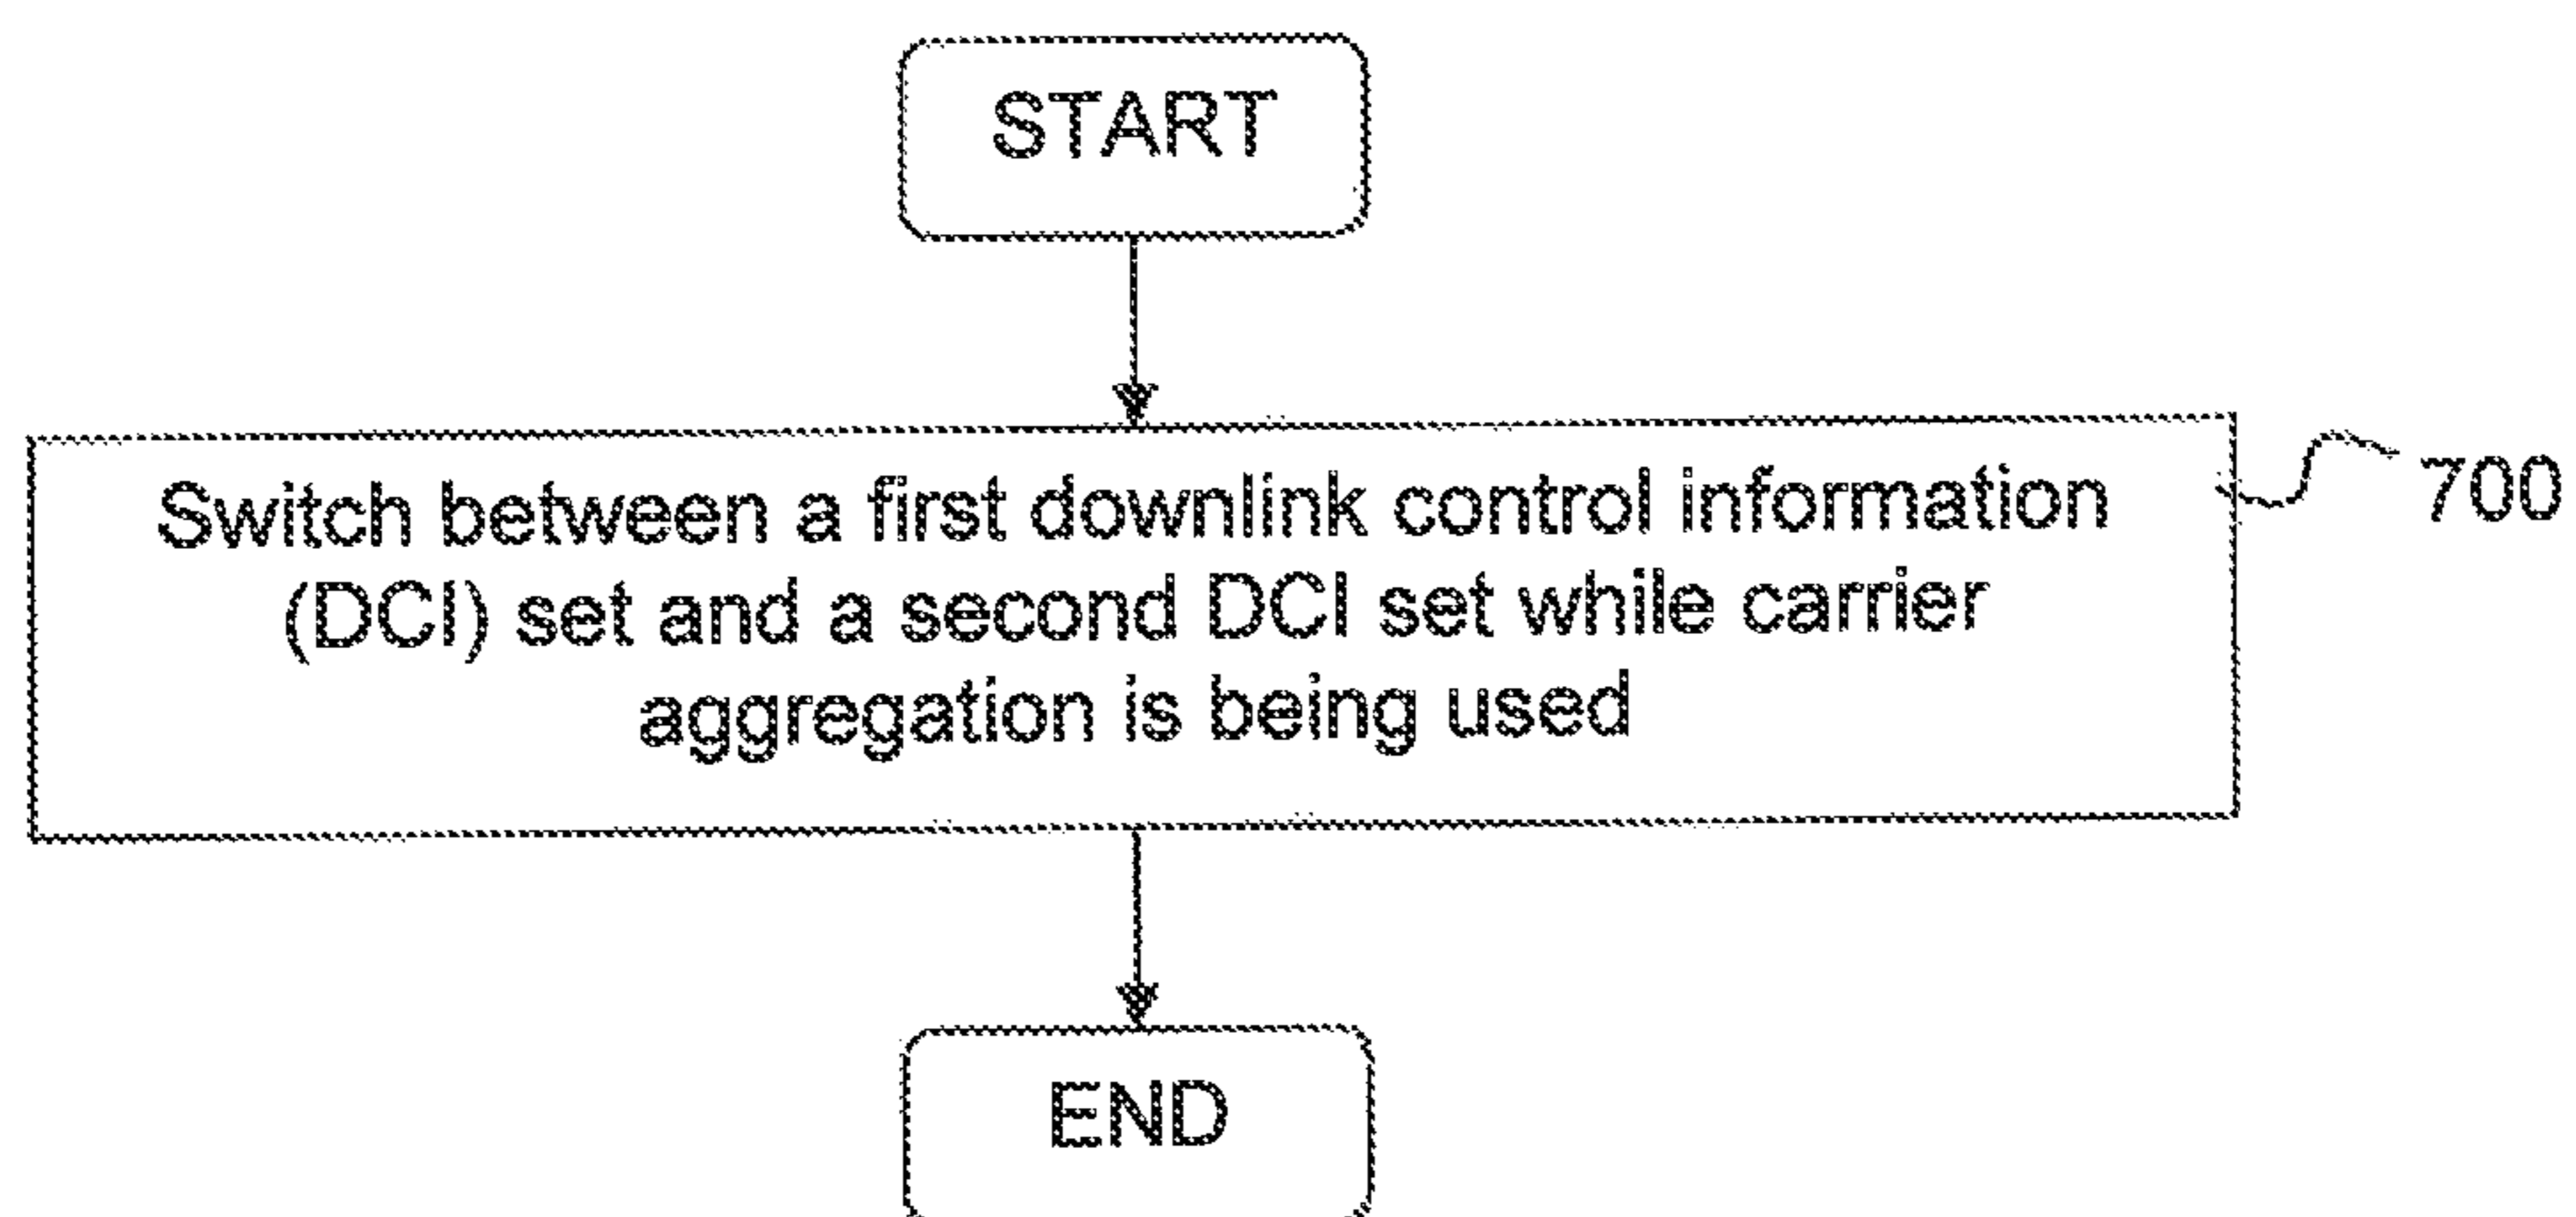 START
Switch between a first downlink control information
700
(DCI) set and a second DCI set while carrier
aggregation is being used
END